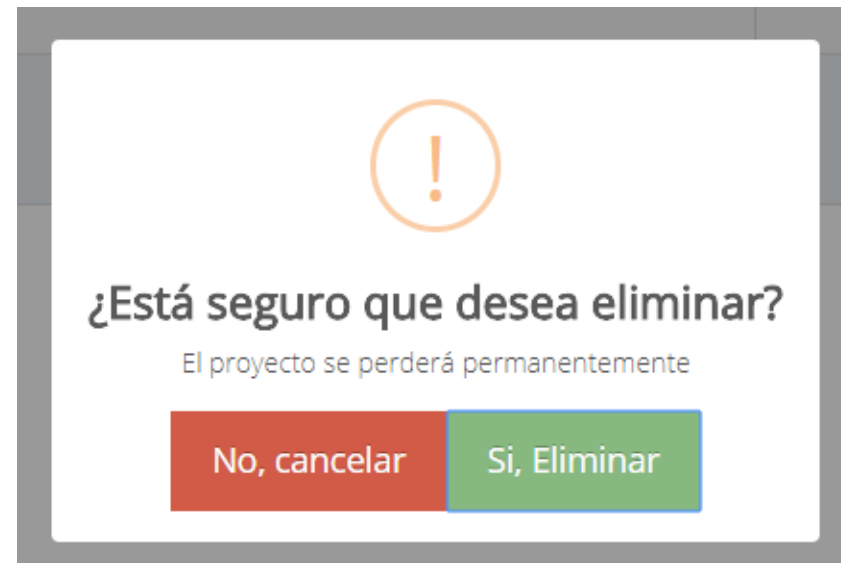 !
¿Está seguro que desea eliminar?
El proyecto se perderá permanentemente
No, cancelar
Si, Eliminar